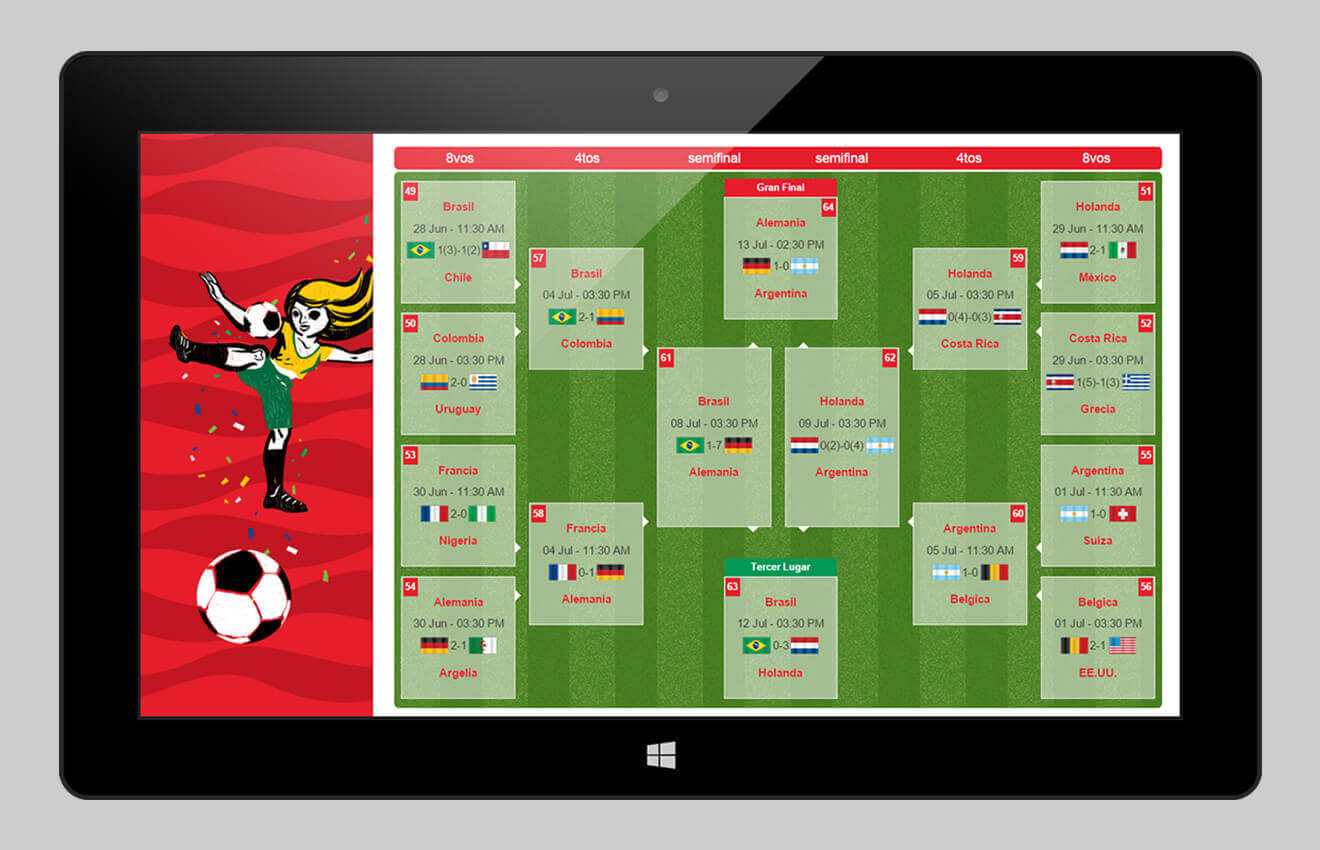 8vos 4tos semifinal semifinal 4tos 8vos
49
Brasil
28 Jun - 11:30 AM
1(3)-1(2)
Chile
50
Colombia
28 Jun - 03:30 PM
2-0
Uruguay
53
Francia
30 Jun - 11:30 AM
2-0
Nigeria
54
Alemania
30 Jun - 03:30 PM
2-1
Argelia
57
Brasil
04 Jul - 03:30 PM
2-1
Colombia
58
Francia
04 Jul - 11:30 AM
0-1
Alemania
61
Brasil
08 Jul - 03:30 PM
1-7
Alemania
Gran Final
64
Alemania
13 Jul - 02:30 PM
1-0
Argentina
Tercer Lugar
63
Brasil
12 Jul - 03:30 PM
0-3
Holanda
62
Holanda
09 Jul - 03:30 PM
0(2)-0(4)
Argentina
59
Holanda
05 Jul - 03:30 PM
0(4)-0(3)
Costa Rica
60
Argentina
05 Jul - 11:30 AM
1-0
Belgica
51
Holanda
29 Jun - 11:30 AM
2-1
México
52
Costa Rica
29 Jun - 03:30 PM
1(5)-1(3)
Grecia
55
Argentina
01 Jul - 11:30 AM
1-0
Suiza
56
Belgica
01 Jul - 03:30 PM
2-1
EE.UU.